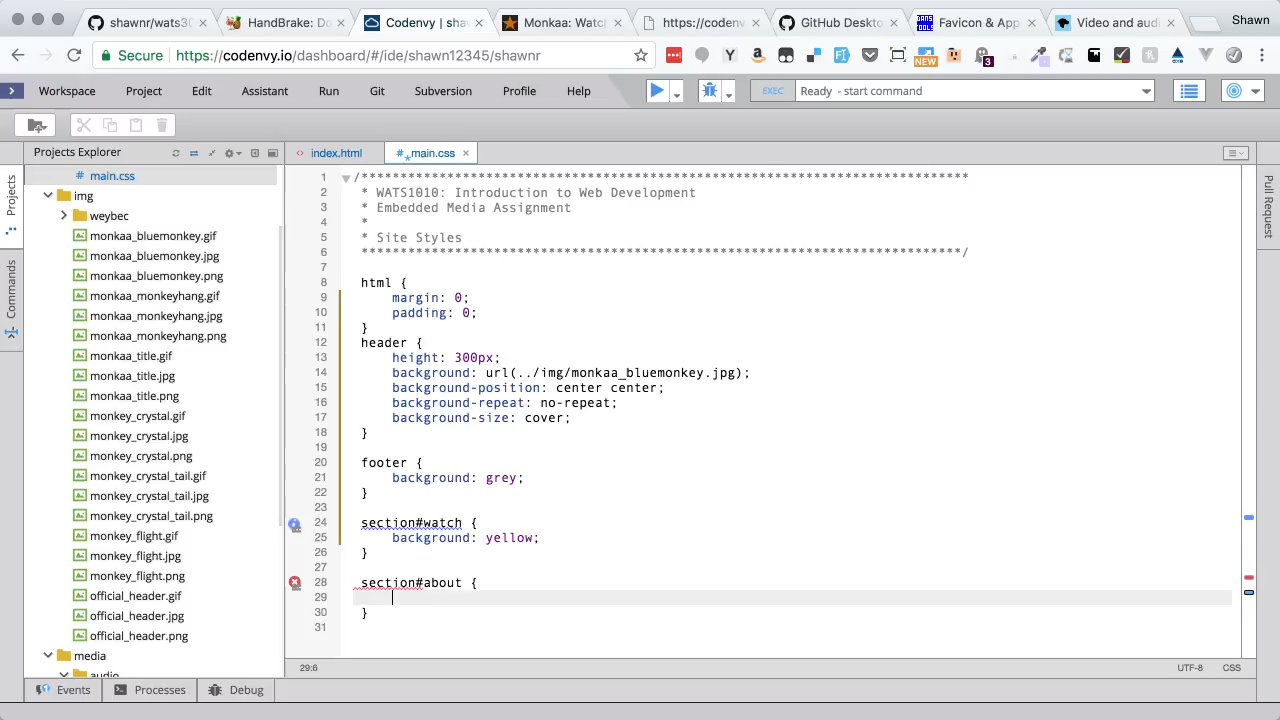 shawnr/wats30
HandBrake: Do
Codenvy | shaw
Monkaa: Watch
https://codenv
GitHub Deskto
Favicon & App
Video and audi
Shawn
Secure
https://codenvy.io/dashboard/#/ide/shawn12345/shawnr
NEW
3
Workspace Project Edit Assistant Run Git Subversion Profile Help
EXEC Ready - start command
Projects Explorer
index.html
# main.css
Projects
Commands
Pull Request
# main.css
img
weybec
monkaa_bluemonkey.gif
monkaa_bluemonkey.jpg
monkaa_bluemonkey.png
monkaa_monkeyhang.gif
monkaa_monkeyhang.jpg
monkaa_monkeyhang.png
monkaa_title.gif
monkaa_title.jpg
monkaa_title.png
monkey_crystal.gif
monkey_crystal.jpg
monkey_crystal.png
monkey_crystal_tail.gif
monkey_crystal_tail.jpg
monkey_crystal_tail.png
monkey_flight.gif
monkey_flight.jpg
monkey_flight.png
official_header.gif
official_header.jpg
official_header.png
media
audio
1 /******************************************************************************
2 * WATS1010: Introduction to Web Development
3 * Embedded Media Assignment
4 *
5 * Site Styles
6 *****************************************************************************/
7
8 html {
9 margin: 0;
10 padding: 0;
11 }
12 header {
13 height: 300px;
14 background: url(../img/monkaa_bluemonkey.jpg);
15 background-position: center center;
16 background-repeat: no-repeat;
17 background-size: cover;
18 }
19
20 footer {
21 background: grey;
22 }
23
24 section#watch {
25 background: yellow;
26 }
27
28 section#about {
29
30 }
31
29:6
UTF-8 CSS
Events Processes Debug